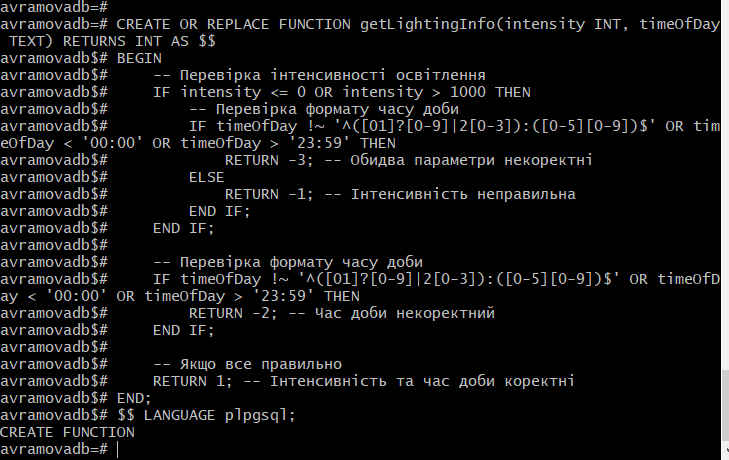 avramovadb=#
avramovadb=# CREATE OR REPLACE FUNCTION getLightingInfo(intensity INT, timeOfDay
 TEXT) RETURNS INT AS $$
avramovadb$# BEGIN
avramovadb$#     -- Перевірка інтенсивності освітлення
avramovadb$#     IF intensity <= 0 OR intensity > 1000 THEN
avramovadb$#         -- Перевірка формату часу доби
avramovadb$#         IF timeOfDay !~ '^([01]?[0-9]|2[0-3]):([0-5][0-9])$' OR tim
eOfDay < '00:00' OR timeOfDay > '23:59' THEN
avramovadb$#             RETURN -3; -- Обидва параметри некоректні
avramovadb$#         ELSE
avramovadb$#             RETURN -1; -- Інтенсивність неправильна
avramovadb$#         END IF;
avramovadb$#     END IF;
avramovadb$#
avramovadb$#     -- Перевірка формату часу доби
avramovadb$#     IF timeOfDay !~ '^([01]?[0-9]|2[0-3]):([0-5][0-9])$' OR timeOfD
ay < '00:00' OR timeOfDay > '23:59' THEN
avramovadb$#         RETURN -2; -- Час доби некоректний
avramovadb$#     END IF;
avramovadb$#
avramovadb$#     -- Якщо все правильно
avramovadb$#     RETURN 1; -- Інтенсивність та час доби коректні
avramovadb$# END;
avramovadb$# $$ LANGUAGE plpgsql;
CREATE FUNCTION
avramovadb=#